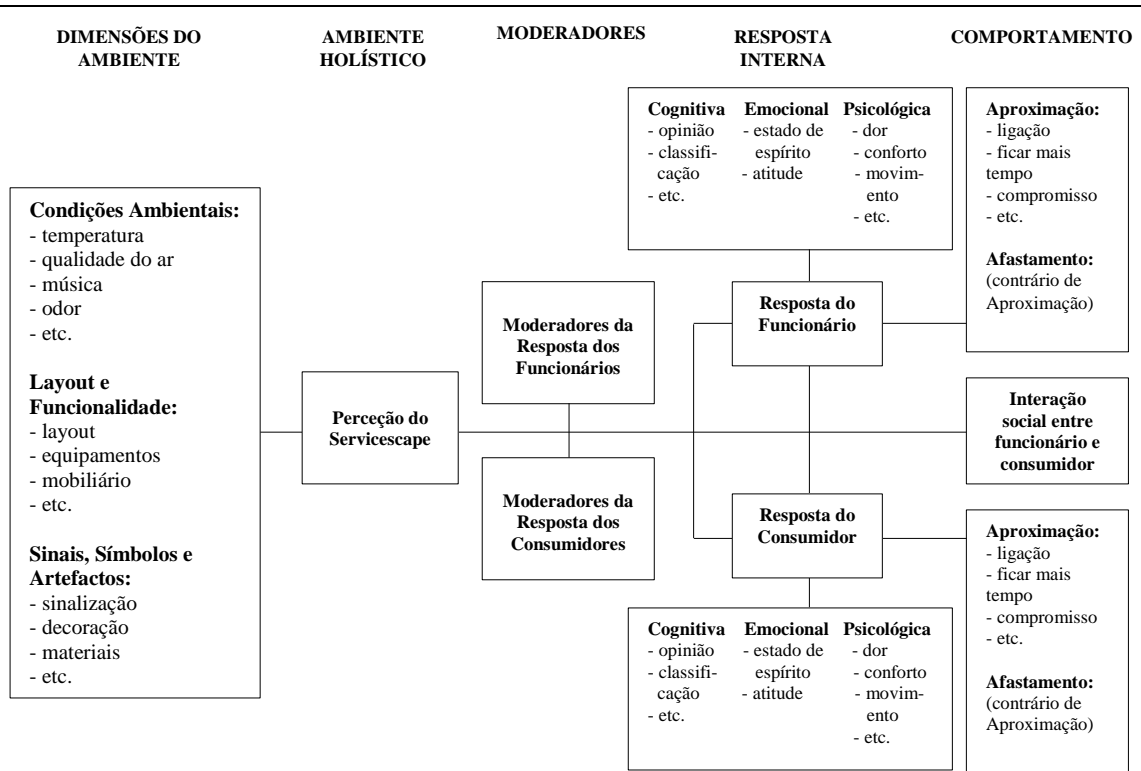 DIMENSÕES DO
AMBIENTE
AMBIENTE
HOLÍSTICO
MODERADORES
RESPOSTA
INTERNA
COMPORTAMENTO
Condições Ambientais:
- temperatura
- qualidade do ar
- música
- odor
- etc.
Layout e
Funcionalidade:
- layout
- equipamentos
- mobiliário
- etc.
Sinais, Símbolos e
Artefactos:
- sinalização
- decoração
- materiais
- etc.
Perceção do
Servicescape
Moderadores da
Resposta dos
Funcionários
Moderadores da
Resposta dos
Consumidores
Cognitiva
- opinião
- classifi-
cação
- etc.
Emocional
- estado de
espírito
- atitude
Psicológica
- dor
- conforto
- movim-
ento
- etc.
Resposta do
Funcionário
Resposta do
Consumidor
Cognitiva
- opinião
- classifi-
cação
- etc.
Emocional
- estado de
espírito
- atitude
Psicológica
- dor
- conforto
- movim-
ento
- etc.
Aproximação:
- ligação
- ficar mais
tempo
- compromisso
- etc.
Afastamento:
(contrário de
Aproximação)
Interação
social entre
funcionário e
consumidor
Aproximação:
- ligação
- ficar mais
tempo
- compromisso
- etc.
Afastamento:
(contrário de
Aproximação)